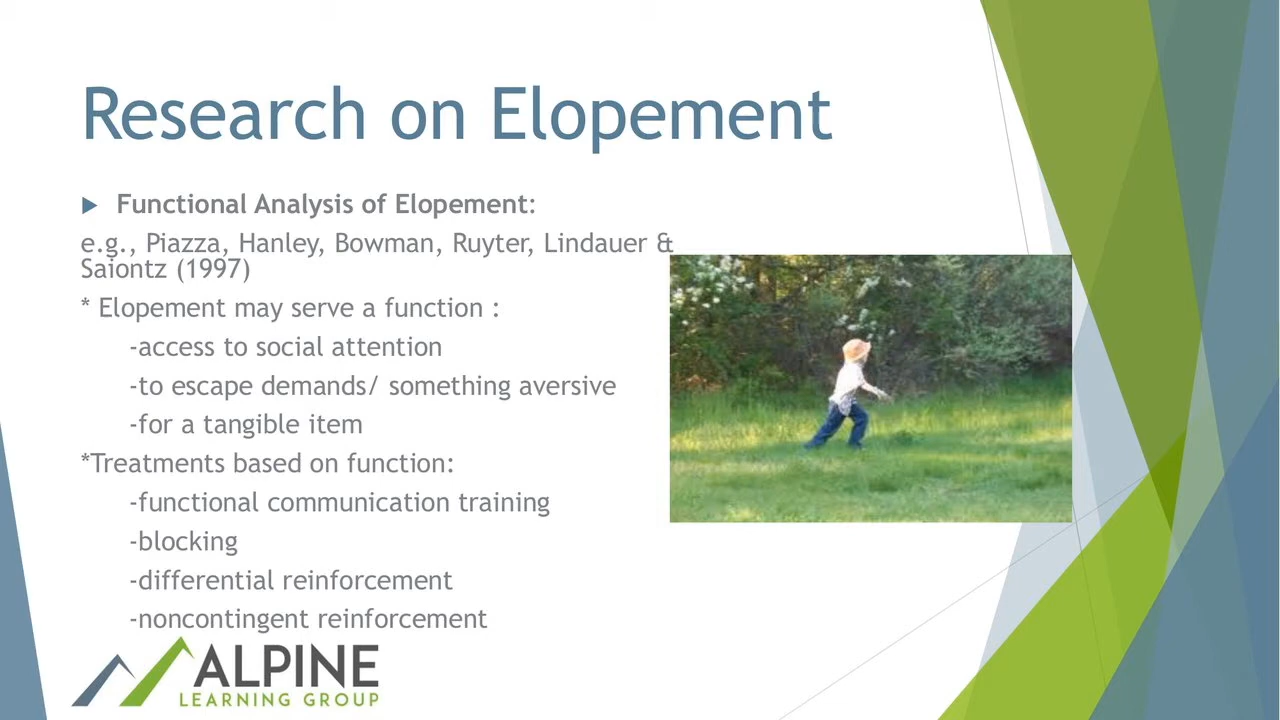 Research on Elopement
Functional Analysis of Elopement:
e.g., Piazza, Hanley, Bowman, Ruyter, Lindauer &
Saiontz (1997)
* Elopement may serve a function :
-access to social attention
-to escape demands/ something aversive
-for a tangible item
*Treatments based on function:
-functional communication training
-blocking
-differential reinforcement
-noncontingent reinforcement
ALPINE
LEARNING GROUP